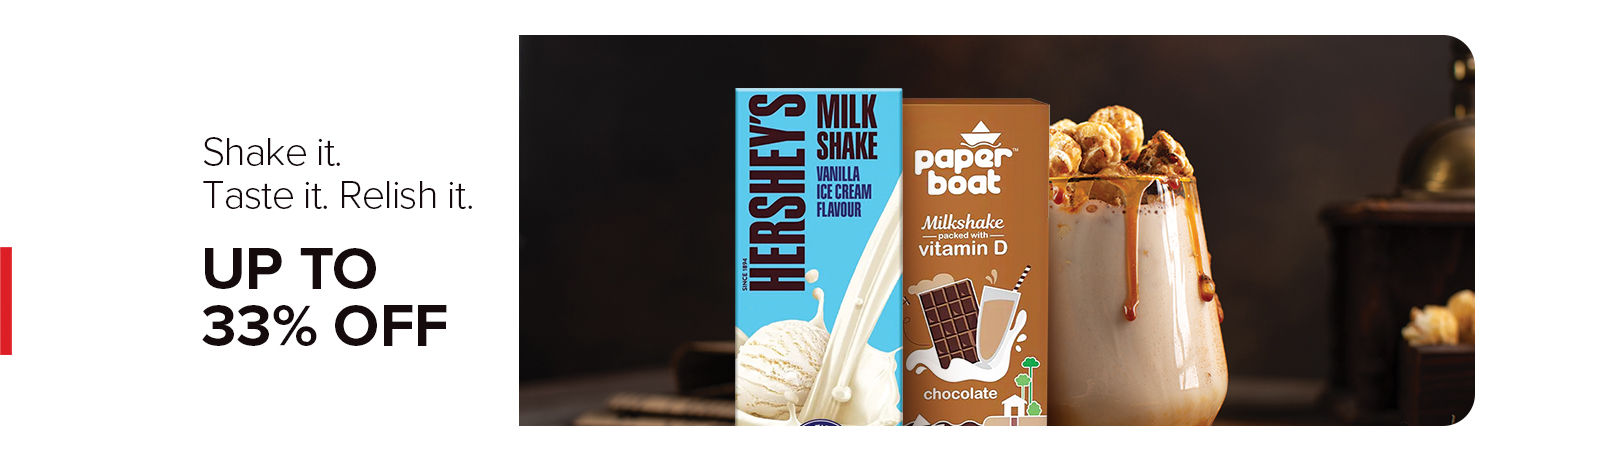 Shake it.
Taste it. Relish it.
UP TO
33% OFF
SINCE 1894
HERSHEY'S
MILK
SHAKE
VANILLA
ICE CREAM
FLAVOUR
paper™
boat
Milkshake
packed with
vitamin D
chocolate